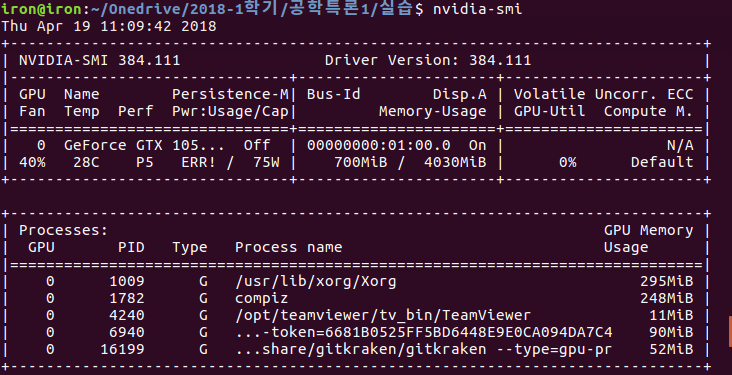 iron@iron:~/Onedrive/2018-1학기/공학특론1/실습$ nvidia-smi
Thu Apr 19 11:09:42 2018
+-----------------------------------------------------------------------------+
| NVIDIA-SMI 384.111                Driver Version: 384.111                   |
|-------------------------------+----------------------+----------------------+
| GPU  Name        Persistence-M| Bus-Id        Disp.A | Volatile Uncorr. ECC |
| Fan  Temp  Perf  Pwr:Usage/Cap|         Memory-Usage | GPU-Util  Compute M. |
|===============================+======================+======================|
|   0  GeForce GTX 105...  Off  | 00000000:01:00.0  On |                  N/A |
| 40%   28C    P5    ERR! /  75W |    700MiB /  4030MiB |      0%      Default |
+-------------------------------+----------------------+----------------------+
+-----------------------------------------------------------------------------+
| Processes:                                                       GPU Memory |
|  GPU       PID   Type   Process name                             Usage      |
|=============================================================================|
|    0      1009      G   /usr/lib/xorg/Xorg                           295MiB |
|    0      1782      G   compiz                                       248MiB |
|    0      4240      G   /opt/teamviewer/tv_bin/TeamViewer             11MiB |
|    0      6940      G   ...-token=6681B0525FF5BD6448E9E0CA094DA7C4    90MiB |
|    0     16199      G   ...share/gitkraken/gitkraken --type=gpu-pr    52MiB |
+-----------------------------------------------------------------------------+